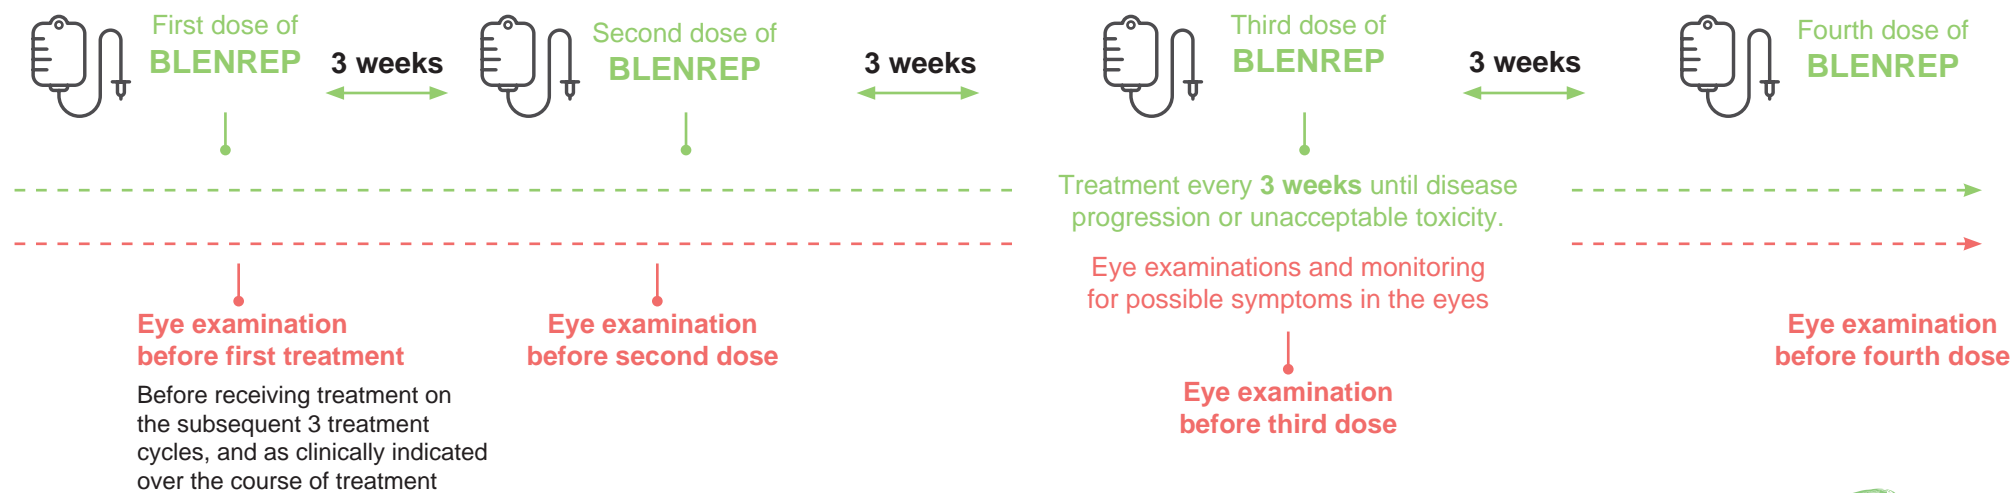 First dose of
BLENREP
3 weeks
Second dose of
BLENREP
3 weeks
Third dose of
BLENREP
3 weeks
Fourth dose of
BLENREP
Treatment every 3 weeks until disease
progression or unacceptable toxicity.
Eye examinations and monitoring
for possible symptoms in the eyes
Eye examination
before first treatment
Before receiving treatment on
the subsequent 3 treatment
cycles, and as clinically indicated
over the course of treatment
Eye examination
before second dose
Eye examination
before third dose
Eye examination
before fourth dose